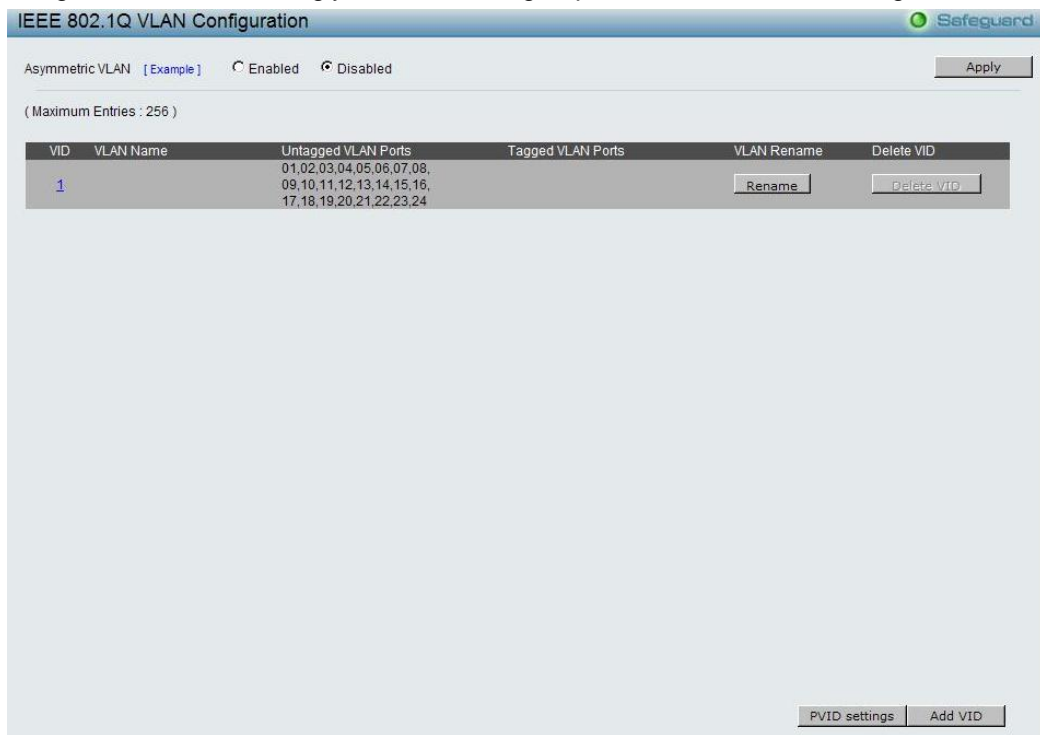 IEEE 802.1Q VLAN Configuration
Safeguard
Asymmetric VLAN [ Example ] Enabled Disabled
Apply
( Maximum Entries : 256 )
VID VLAN Name Untagged VLAN Ports Tagged VLAN Ports VLAN Rename Delete VID
01,02,03,04,05,06,07,08,
1 09,10,11,12,13,14,15,16, Rename Delete VID
17,18,19,20,21,22,23,24
PVID settings Add VID